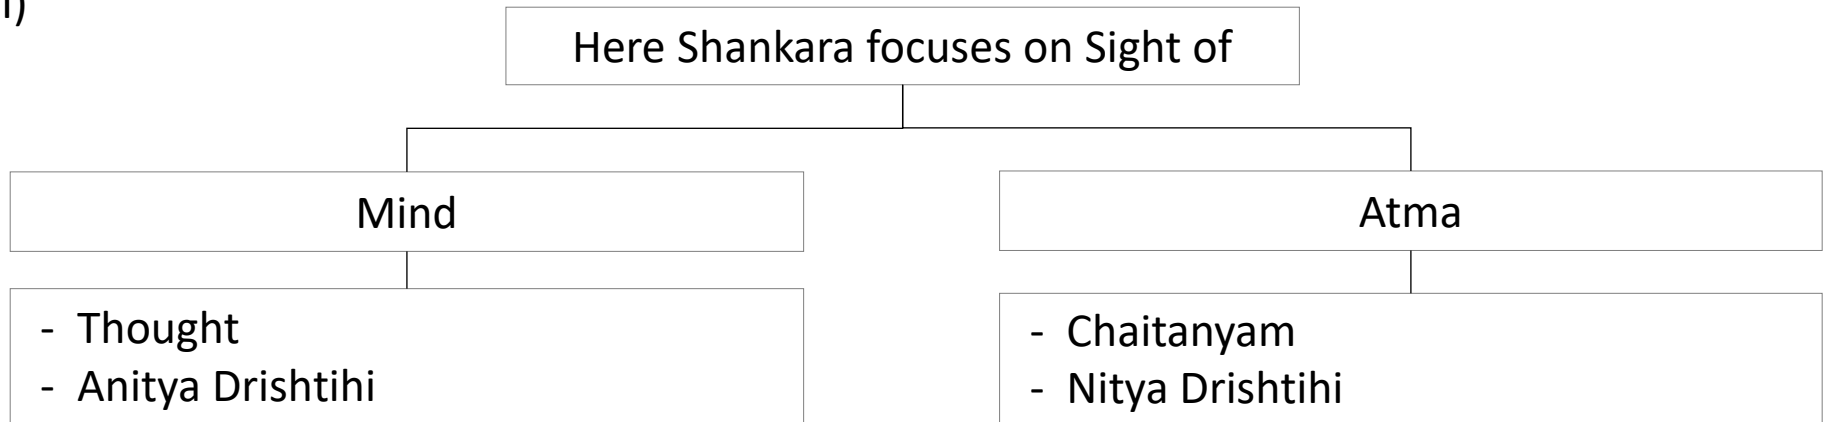 Here Shankara focuses on Sight of
Mind
Atma
- Thought
- Anitya Drishtihi
- Chaitanyam
- Nitya Drishtihi